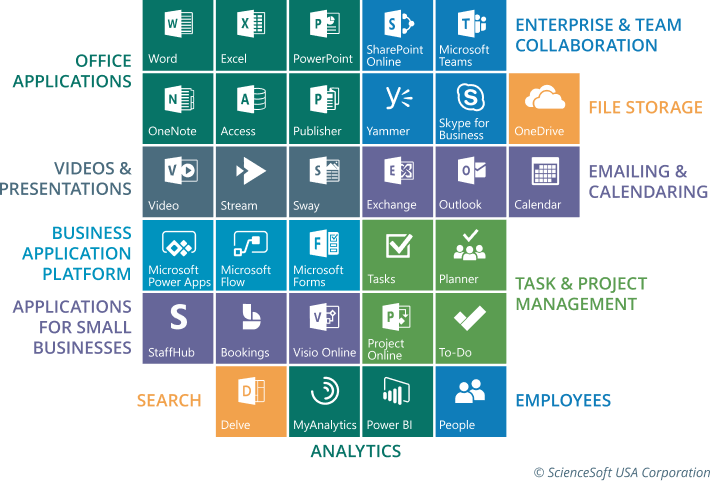 OFFICE
APPLICATIONS
Word
Excel
PowerPoint
SharePoint
Online
Microsoft
Teams
ENTERPRISE & TEAM
COLLABORATION
OneNote
Access
Publisher
Yammer
Skype for
Business
OneDrive
FILE STORAGE
VIDEOS &
PRESENTATIONS
Video
Stream
Sway
Exchange
Outlook
Calendar
EMAILING &
CALENDARING
BUSINESS
APPLICATION
PLATFORM
Microsoft
Power Apps
Microsoft
Flow
Microsoft
Forms
Tasks
Planner
TASK & PROJECT
MANAGEMENT
APPLICATIONS
FOR SMALL
BUSINESSES
StaffHub
Bookings
Visio Online
Project
Online
To-Do
SEARCH
Delve
MyAnalytics
Power BI
People
EMPLOYEES
ANALYTICS
© ScienceSoft USA Corporation